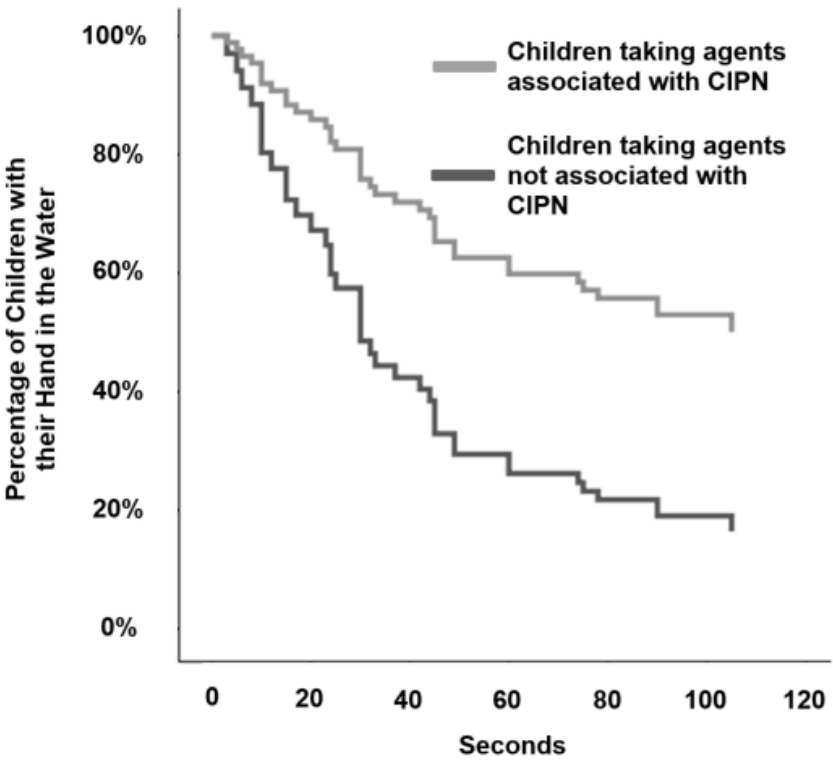 Children taking agents
associated with CIPN
Children taking agents
not associated with
CIPN
Percentage of Children with
their Hand in the Water
100%
80%
60%
40%
20%
0%
0 20 40 60 80 100 120
Seconds